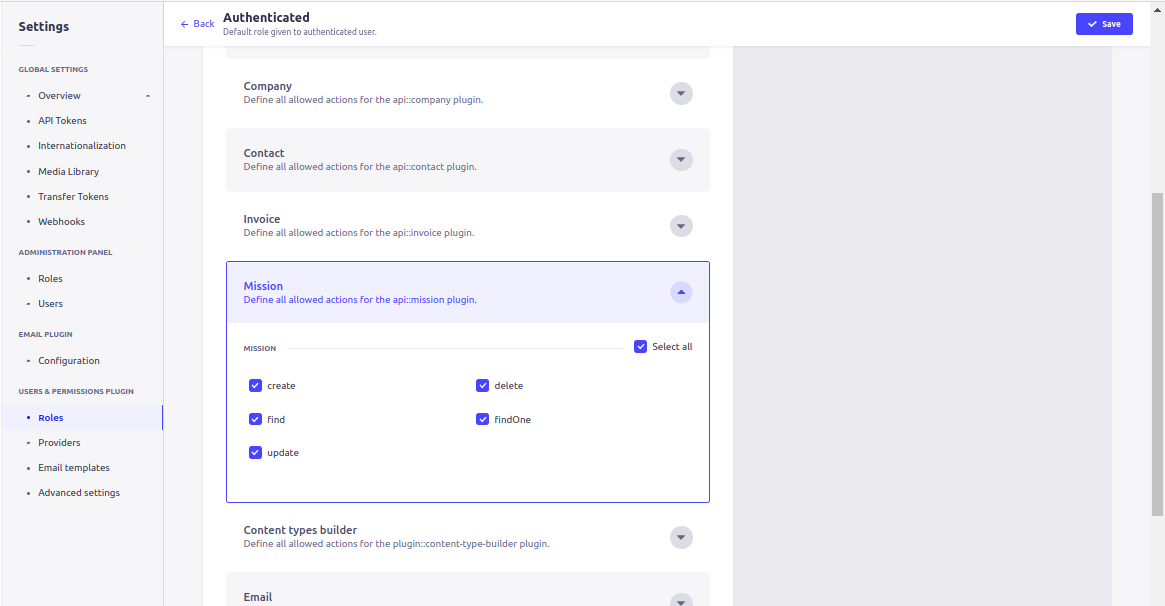 Settings
GLOBAL SETTINGS
Overview
API Tokens
Internationalization
Media Library
Transfer Tokens
Webhooks
ADMINISTRATION PANEL
Roles
Users
EMAIL PLUGIN
Configuration
USERS & PERMISSIONS PLUGIN
Roles
Providers
Email templates
Advanced settings
Back
Authenticated
Default role given to authenticated user.
Save
Company
Define all allowed actions for the api::company plugin.
Contact
Define all allowed actions for the api::contact plugin.
Invoice
Define all allowed actions for the api::invoice plugin.
Mission
Define all allowed actions for the api::mission plugin.
MISSION
Select all
create
delete
find
findOne
update
Content types builder
Define all allowed actions for the plugin::content-type-builder plugin.
Email